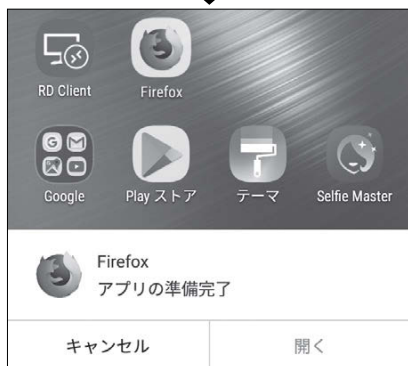 RD Client
Firefox
Google
Play ストア
テーマ
Selfie Master
Firefox
アプリの準備完了
キャンセル
開く